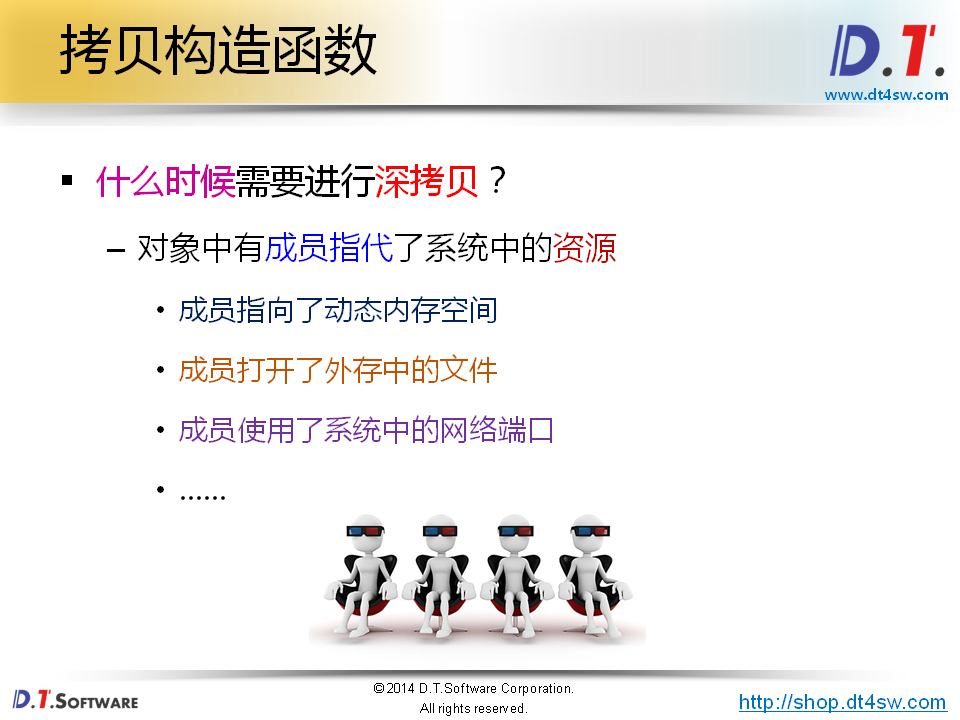 拷贝构造函数
D.T.
www.dt4sw.com
▪ 什么时候需要进行深拷贝？
– 对象中有成员指代了系统中的资源
• 成员指向了动态内存空间
• 成员打开了外存中的文件
• 成员使用了系统中的网络端口
• ......
D.T.SOFTWARE
©2014 D.T.Software Corporation.
All rights reserved.
http://shop.dt4sw.com